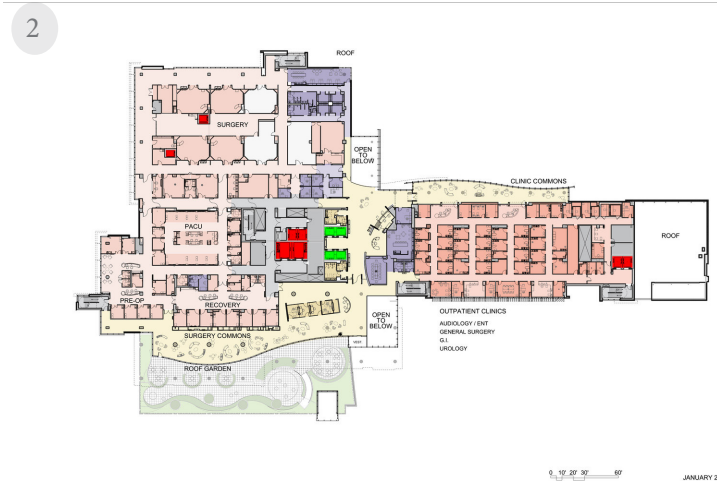 2
ROOF
SURGERY
OPEN
TO
BELOW
CLINIC COMMONS
PACU
ROOF
PRE-OP
RECOVERY
OPEN
TO
BELOW
OUTPATIENT CLINICS
AUDIOLOGY / ENT
GENERAL SURGERY
G.I.
UROLOGY
SURGERY COMMONS
VEST
ROOF GARDEN
0 10' 20' 30' 60'
JANUARY 2